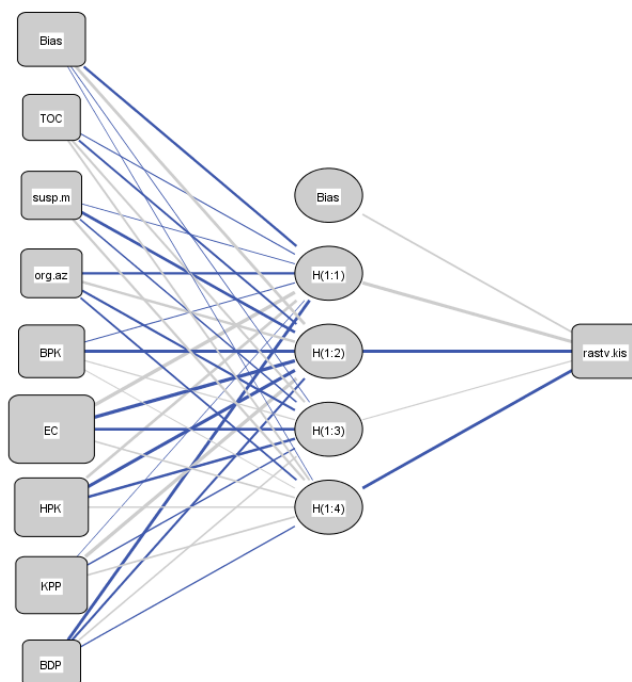 Bias
TOC
susp.m
org.az
BPK
EC
HPK
KPP
BDP
Bias
H(1:1)
H(1:2)
H(1:3)
H(1:4)
rastv.kis